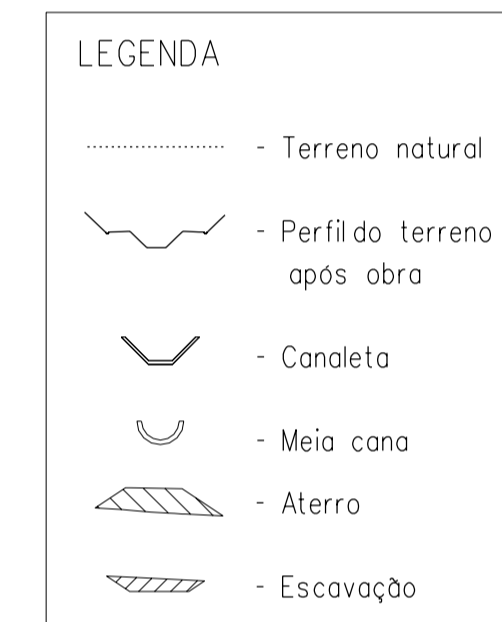 LEGENDA
- Terreno natural
- Perfil do terreno
após obra
- Canaleta
- Meia cana
- Aterro
- Escavação